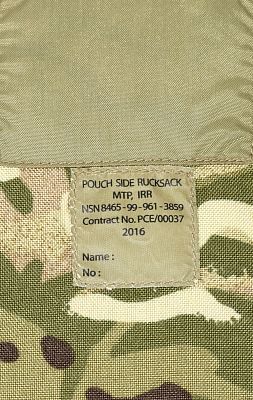 POUCH SIDE RUCKSACK
MTP, IRR
NSN 8465-99-961-3859
Contract No. PCE/00037
2016
Name :
No :